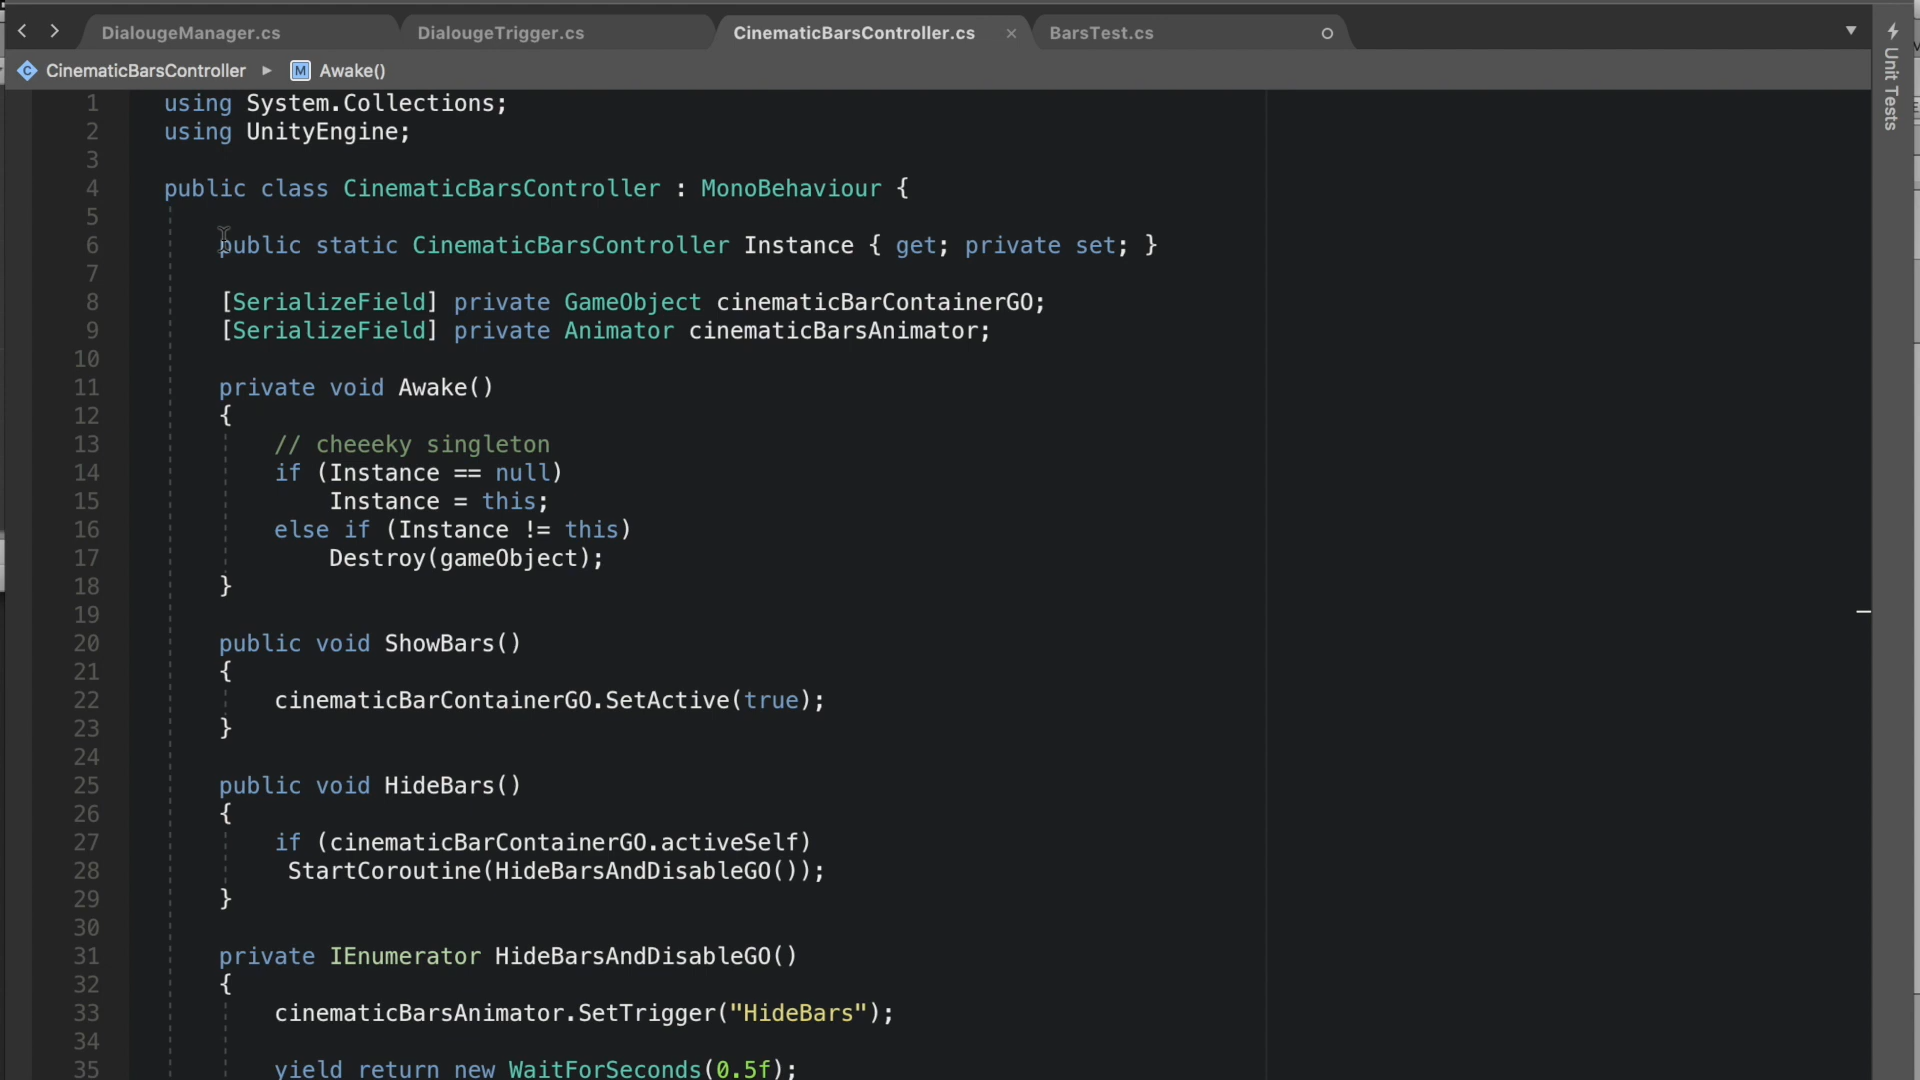 DialougeManager.cs DialougeTrigger.cs CinematicBarsController.cs × BarsTest.cs
CinematicBarsController ▸ M Awake()
Unit Tests
1 using System.Collections;
2 using UnityEngine;
3
4 public class CinematicBarsController : MonoBehaviour {
5
6 public static CinematicBarsController Instance { get; private set; }
7
8 [SerializeField] private GameObject cinematicBarContainerGO;
9 [SerializeField] private Animator cinematicBarsAnimator;
10
11 private void Awake()
12 {
13 // cheeeky singleton
14 if (Instance == null)
15 Instance = this;
16 else if (Instance != this)
17 Destroy(gameObject);
18 }
19
20 public void ShowBars()
21 {
22 cinematicBarContainerGO.SetActive(true);
23 }
24
25 public void HideBars()
26 {
27 if (cinematicBarContainerGO.activeSelf)
28 StartCoroutine(HideBarsAndDisableGO());
29 }
30
31 private IEnumerator HideBarsAndDisableGO()
32 {
33 cinematicBarsAnimator.SetTrigger("HideBars");
34
35 yield return new WaitForSeconds(0.5f);